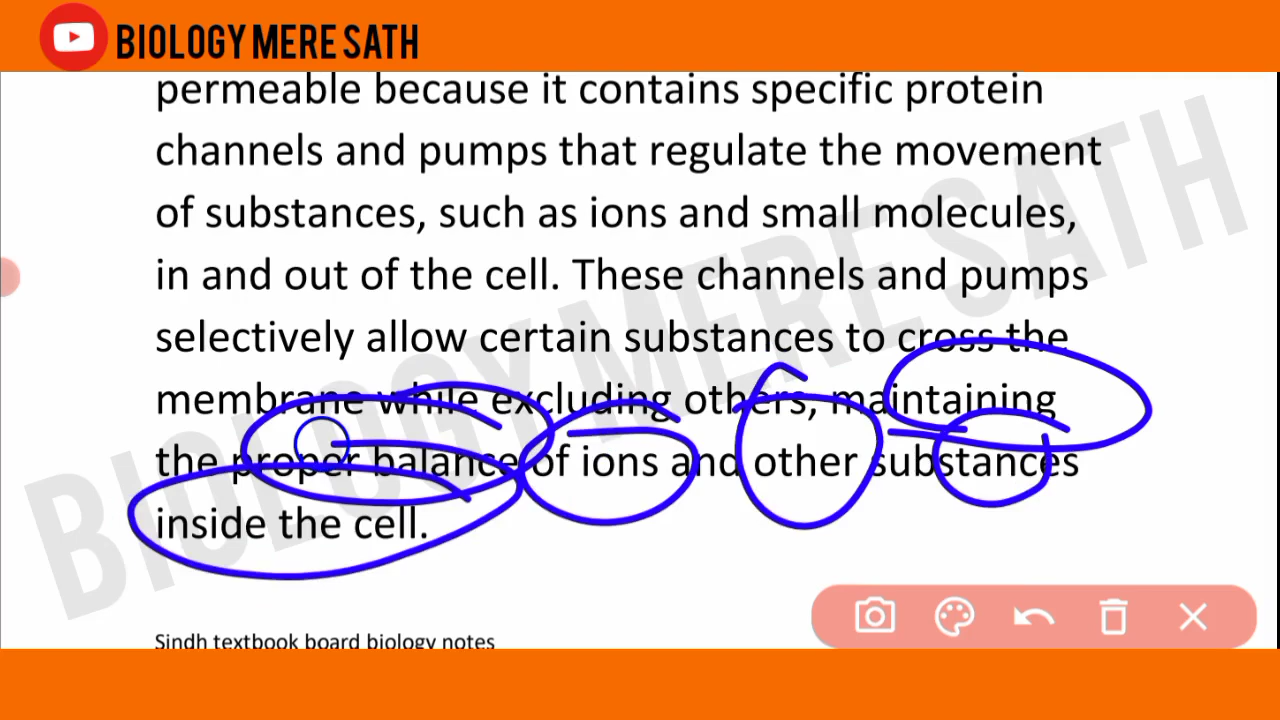 BIOLOGY MERE SATH
permeable because it contains specific protein
channels and pumps that regulate the movement
of substances, such as ions and small molecules,
in and out of the cell. These channels and pumps
selectively allow certain substances to cross the
membrane while excluding others, maintaining
the proper balance of ions and other substances
inside the cell.
BIOLOGY MERE SATH
Sindh textbook board biology notes